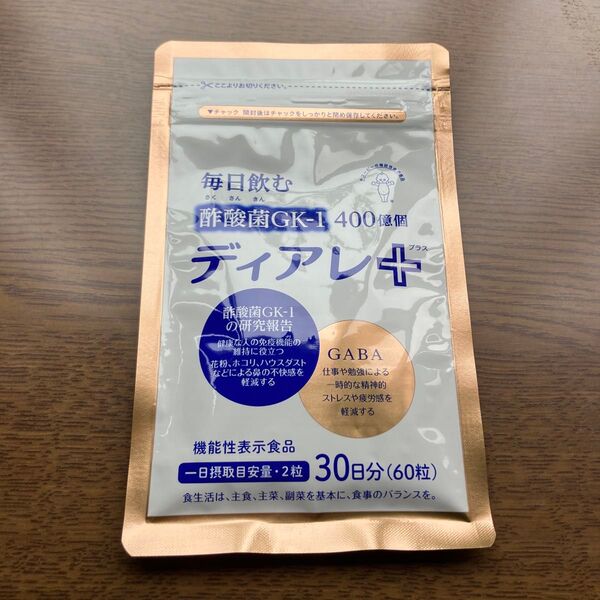 ここよりお切りください。
▼チャック 開封後はチャックをしっかりと閉め保存してください。
毎日飲む
さく さん きん
酢酸菌GK-1 400億個
ディアレ+
プラス
酢酸菌GK-1
の研究報告
健康な人の免疫機能の
維持に役立つ
花粉、ホコリ、ハウスダスト
などによる鼻の不快感を
軽減する
GABA
仕事や勉強による
一時的な精神的
ストレスや疲労感を
軽減する
機能性表示食品
一日摂取目安量・2粒 30日分(60粒)
食生活は、主食、主菜、副菜を基本に、食事のバランスを。